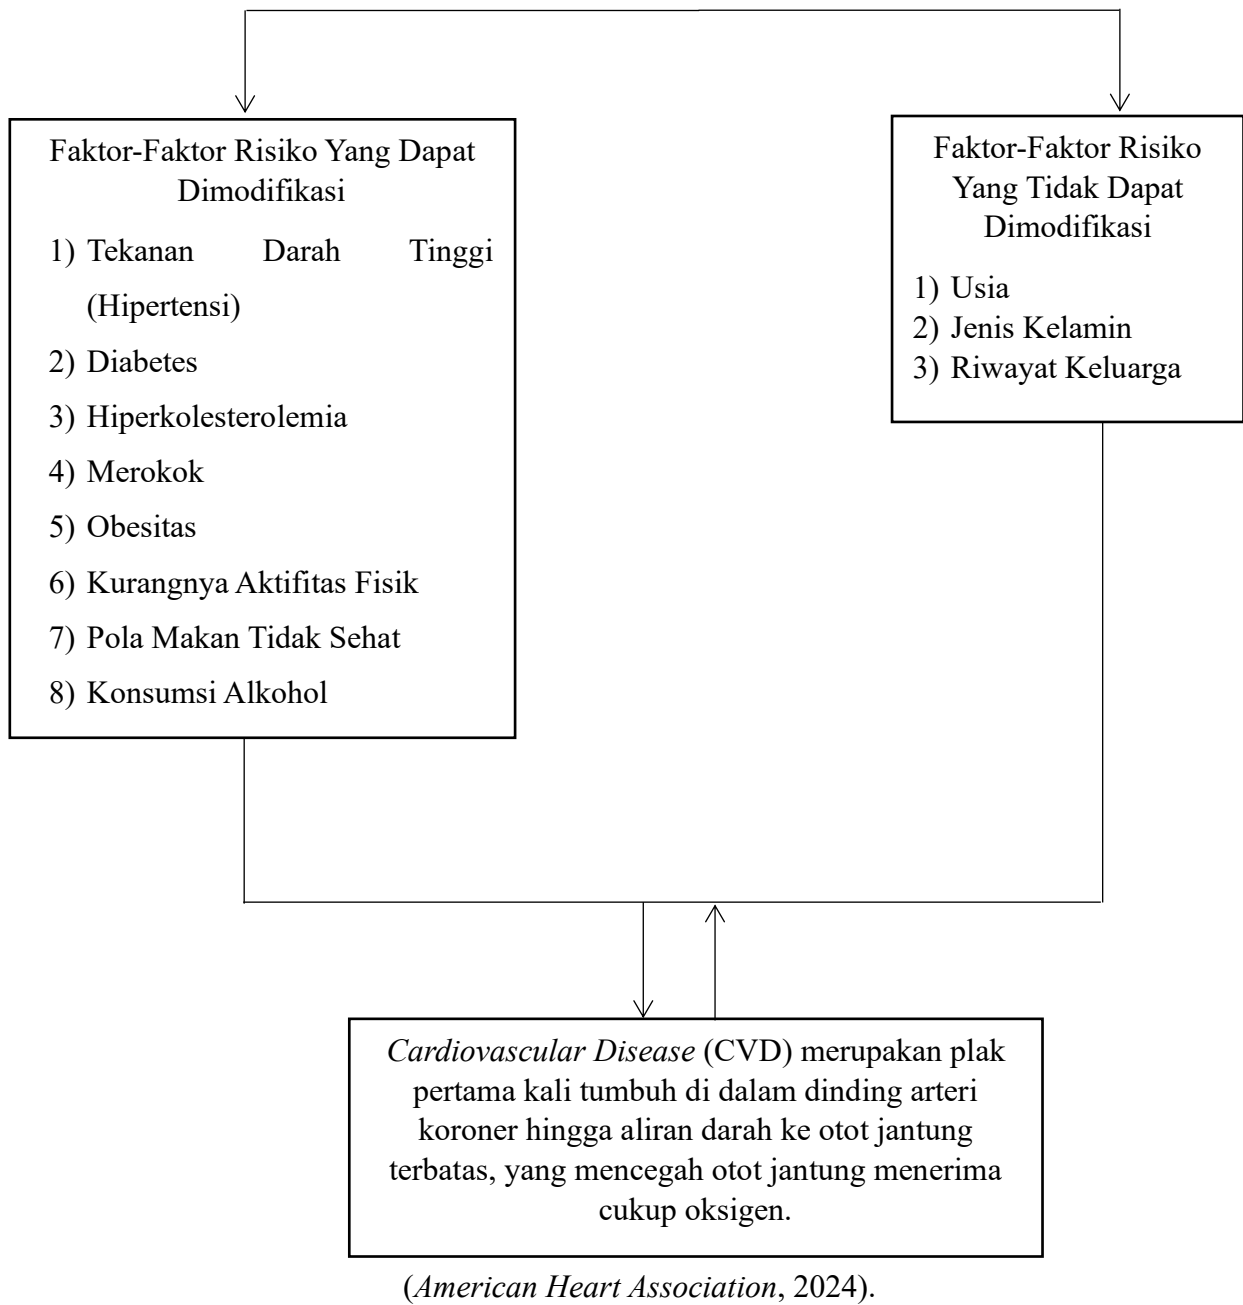 Faktor-Faktor Risiko Yang Dapat
Dimodifikasi
1) Tekanan Darah Tinggi
(Hipertensi)
2) Diabetes
3) Hiperkolesterolemia
4) Merokok
5) Obesitas
6) Kurangnya Aktifitas Fisik
7) Pola Makan Tidak Sehat
8) Konsumsi Alkohol
Faktor-Faktor Risiko
Yang Tidak Dapat
Dimodifikasi
1) Usia
2) Jenis Kelamin
3) Riwayat Keluarga
Cardiovascular Disease (CVD) merupakan plak
pertama kali tumbuh di dalam dinding arteri
koroner hingga aliran darah ke otot jantung
terbatas, yang mencegah otot jantung menerima
cukup oksigen.
(American Heart Association, 2024).